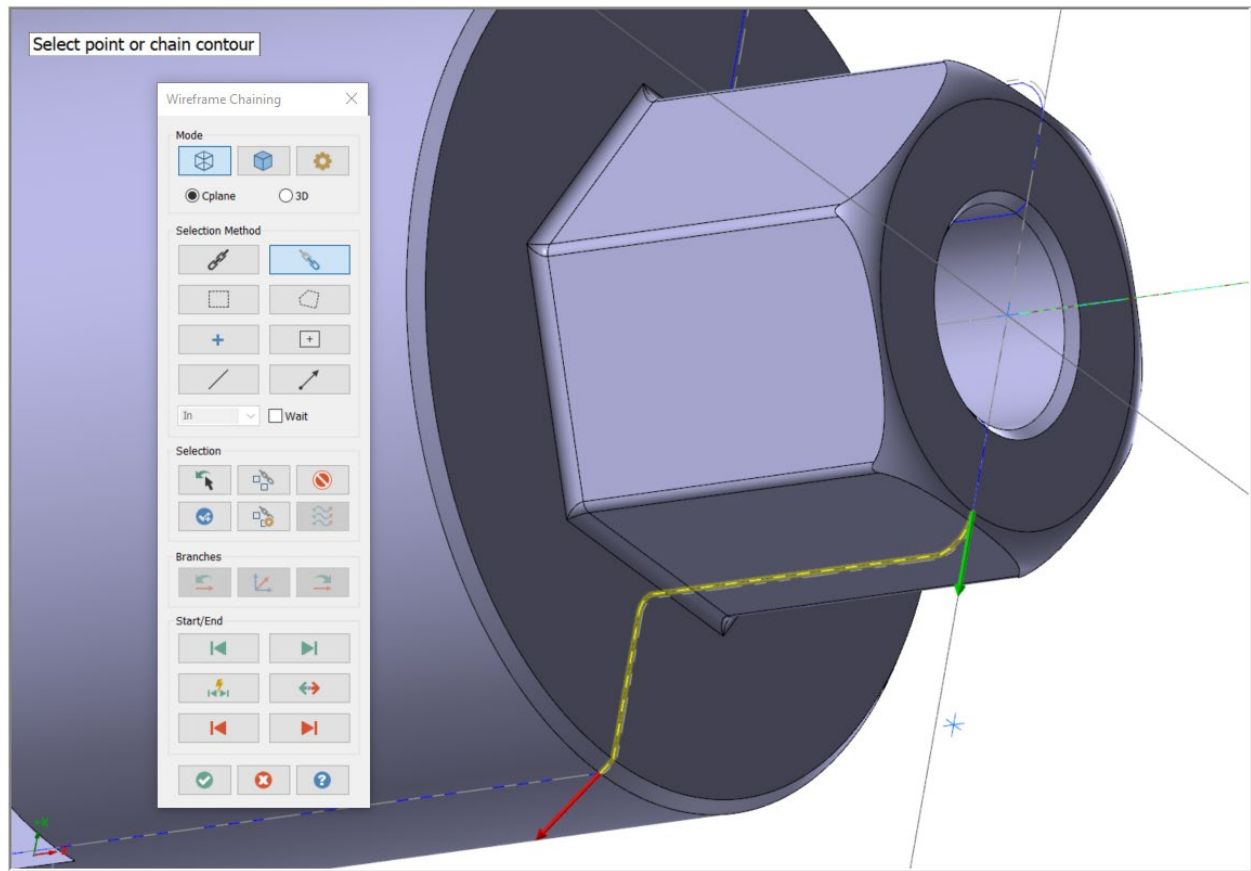 Select point or chain contour
Wireframe Chaining
Mode
Cplane
3D
Selection Method
In
Wait
Selection
Branches
Start/End